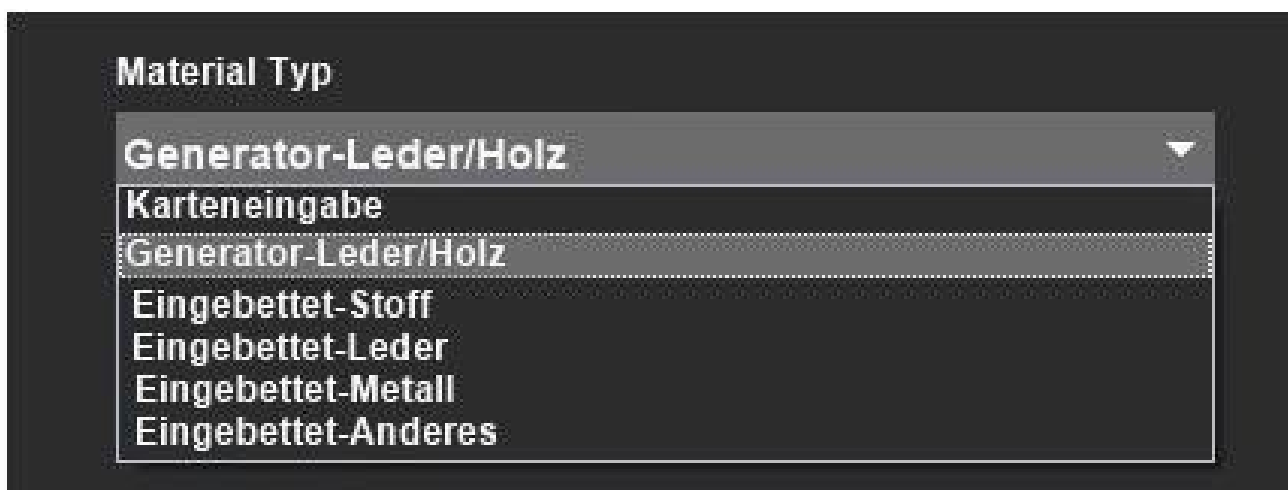 Material Typ
Generator-Leder/Holz
Karteneingabe
Generator-Leder/Holz
Eingebettet-Stoff
Eingebettet-Leder
Eingebettet-Metall
Eingebettet-Anderes